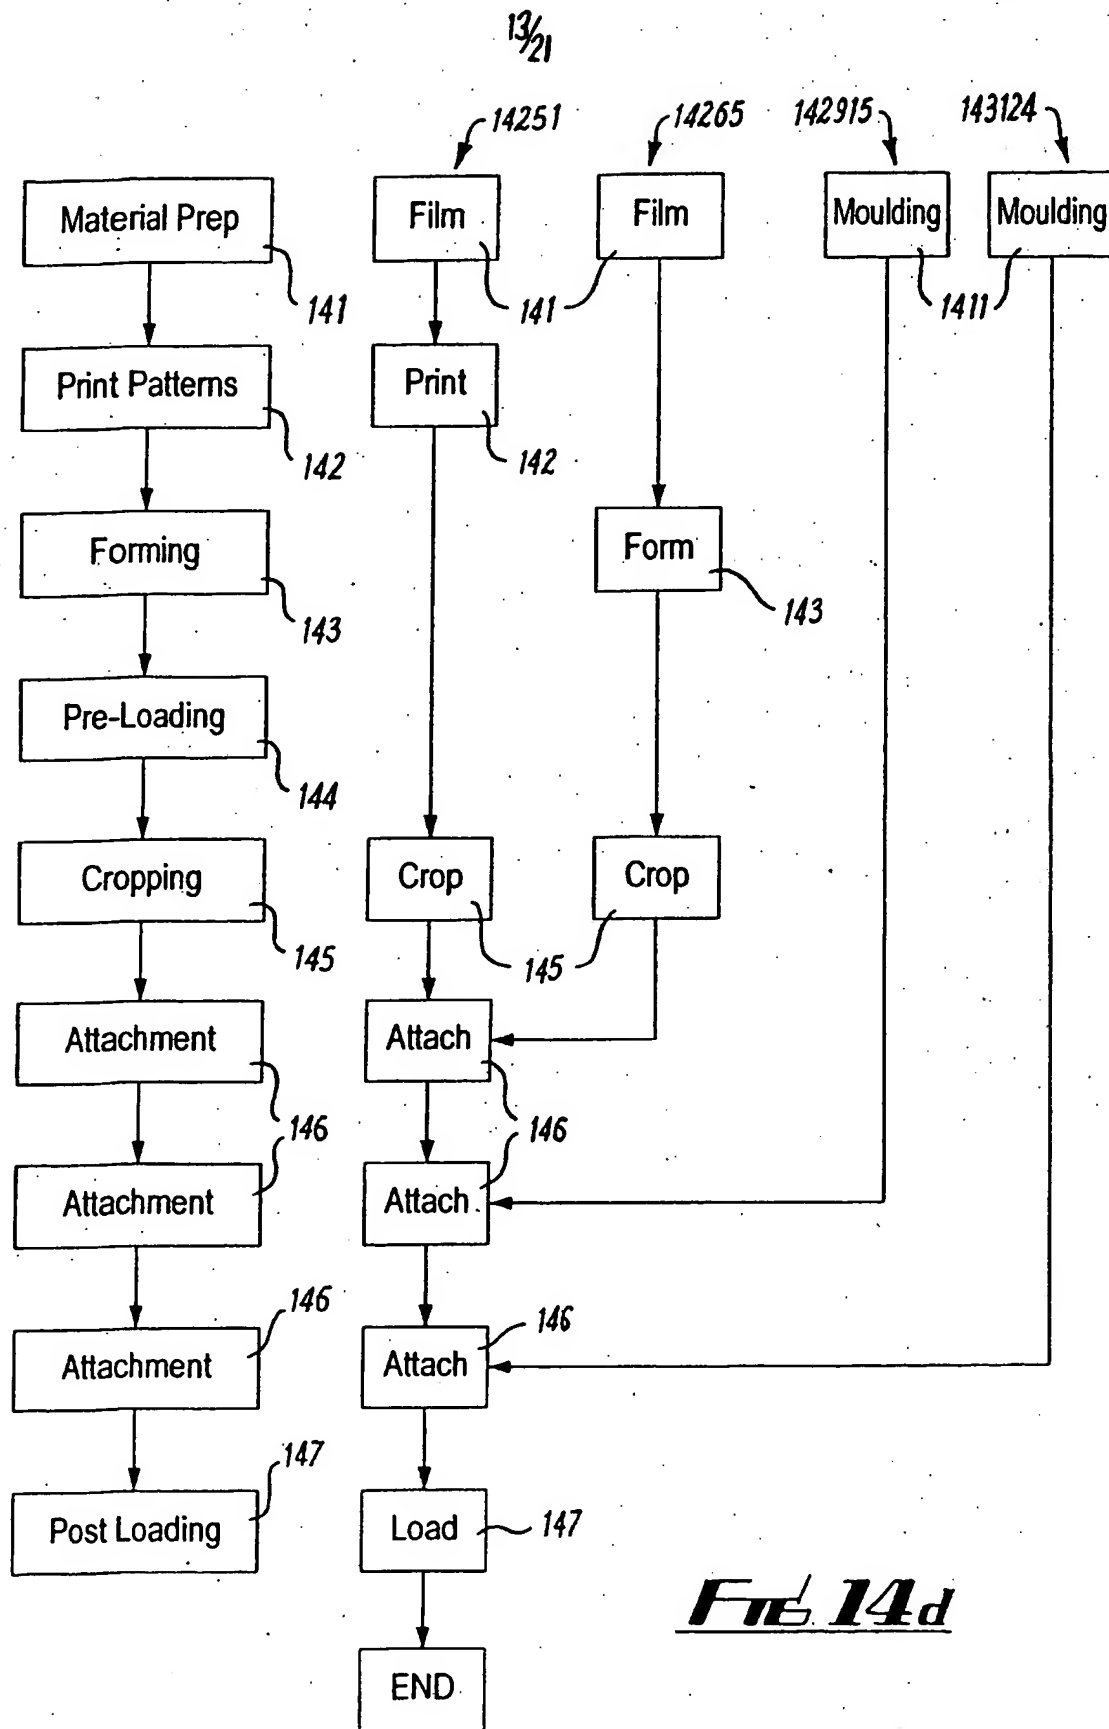 13/21
14251 14265 142915 143124
Material Prep Film Film Moulding Moulding
141 141 1411
Print Patterns Print
142 142
Forming Form
143 143
Pre-Loading
144
Cropping Crop Crop
145 145
Attachment Attach
146 146
Attachment Attach
146 146
Attachment Attach
147
Post Loading Load 147
END
FIG 14d